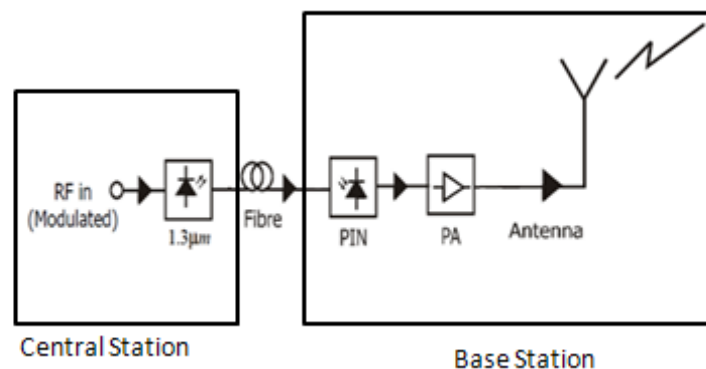 RF in
(Modulated)
1.3µm
Fibre
PIN
PA
Antenna
Central Station
Base Station